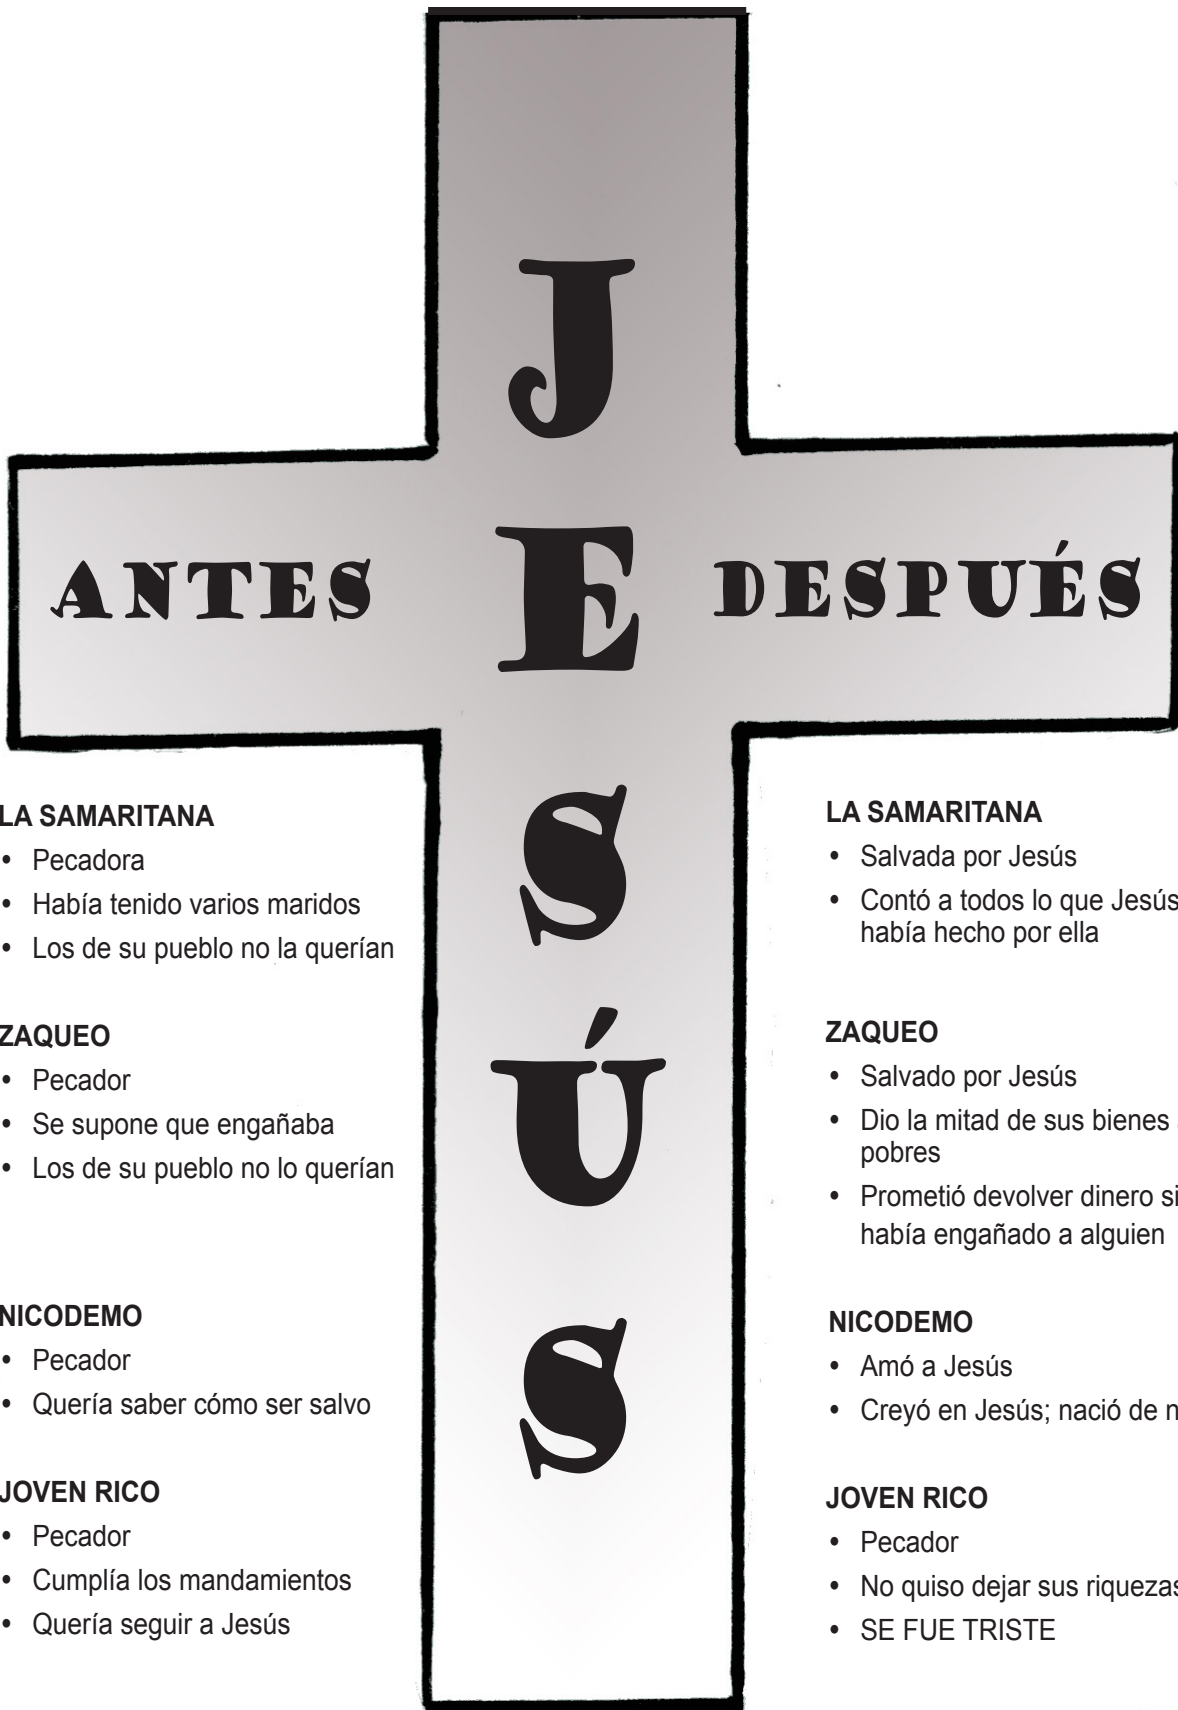 JESÚS
ANTES
DESPUÉS
LA SAMARITANA
• Pecadora
• Había tenido varios maridos
• Los de su pueblo no la querían
ZAQUEO
• Pecador
• Se supone que engañaba
• Los de su pueblo no lo querían
NICODEMO
• Pecador
• Quería saber cómo ser salvo
JOVEN RICO
• Pecador
• Cumplía los mandamientos
• Quería seguir a Jesús
LA SAMARITANA
• Salvada por Jesús
• Contó a todos lo que Jesús
había hecho por ella
ZAQUEO
• Salvado por Jesús
• Dio la mitad de sus bienes
pobres
• Prometió devolver dinero si
había engañado a alguien
NICODEMO
• Amó a Jesús
• Creyó en Jesús; nació de
JOVEN RICO
• Pecador
• No quiso dejar sus riquezas
• SE FUE TRISTE